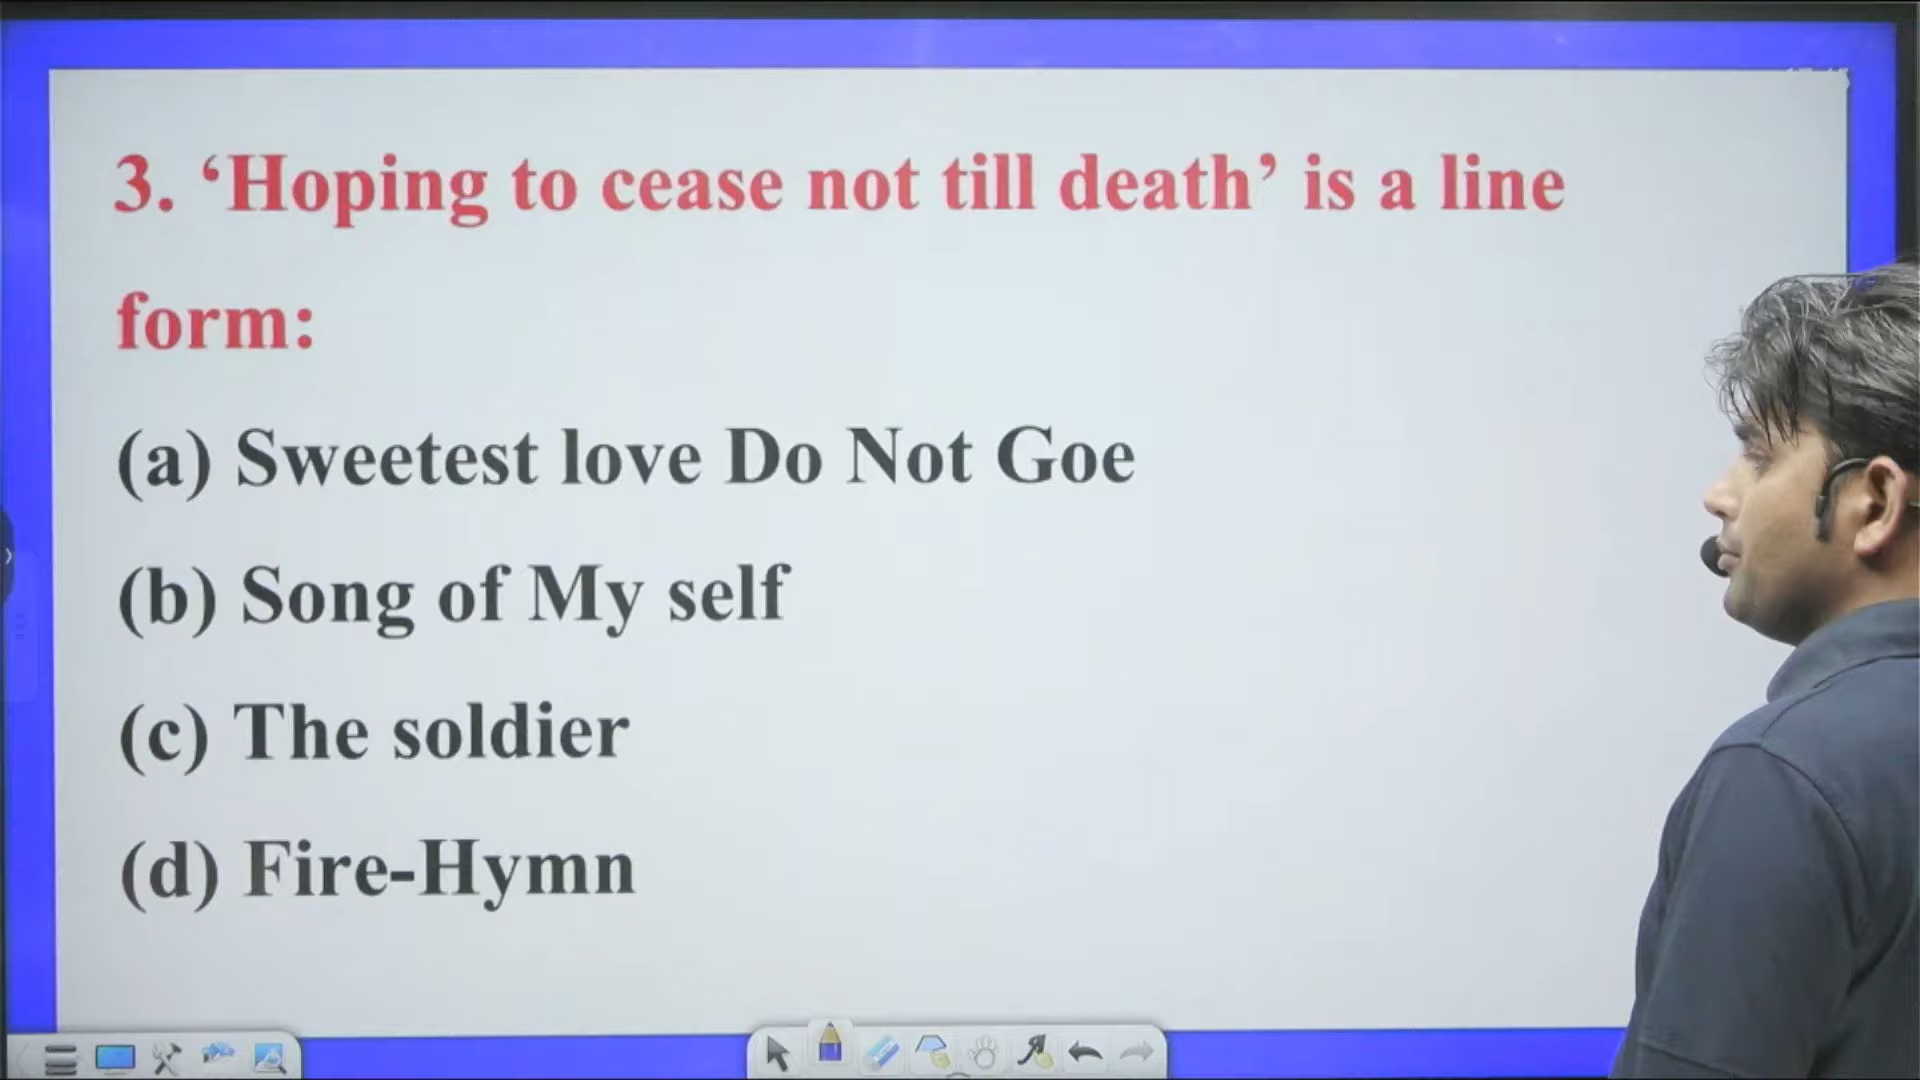 3. ‘Hoping to cease not till death’ is a line
form:
(a) Sweetest love Do Not Goe
(b) Song of My self
(c) The soldier
(d) Fire-Hymn